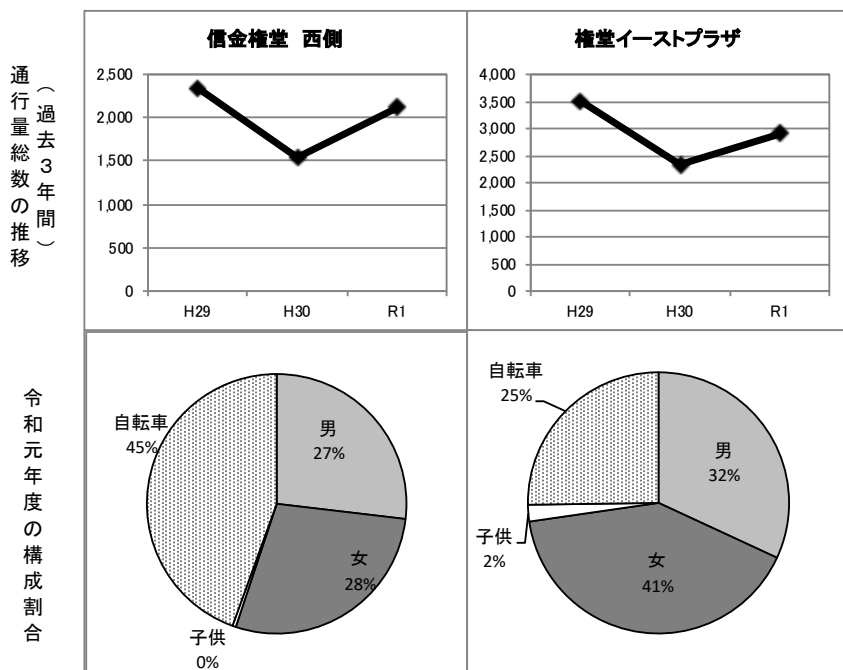 信金権堂 西側
権堂イーストプラザ
通行量総数の推移
（過去３年間）
2,500
2,000
1,500
1,000
500
0
H29 H30 R1
4,000
3,500
3,000
2,500
2,000
1,500
1,000
500
0
H29 H30 R1
令和元年度の構成割合
自転車
45%
男
27%
女
28%
子供
0%
自転車
25%
男
32%
子供
2%
女
41%